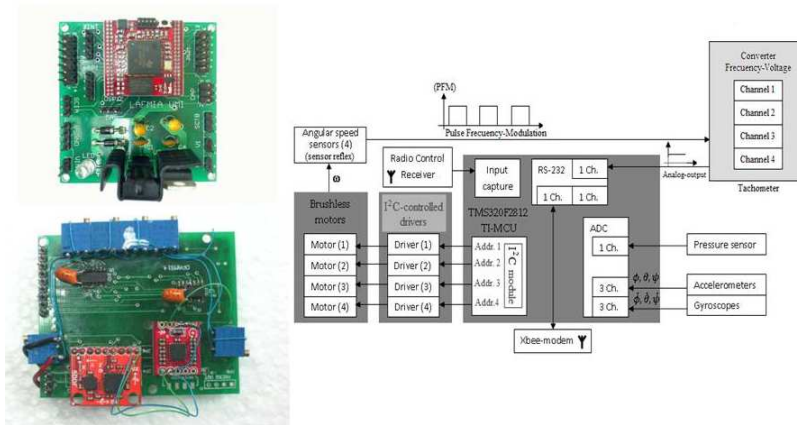 LAFMIA UMI
(PFM)
Pulse Frecuency-Modulation
Converter
Frecuency-Voltage
Channel 1
Channel 2
Channel 3
Channel 4
Tachometer
Analog-output
Angular speed
sensors (4)
(sensor reflex)
ω
Radio Control
Receiver
Input
capture
RS-232
1 Ch.
1 Ch.
1 Ch.
Brushless
motors
Motor (1)
Motor (2)
Motor (3)
Motor (4)
I²C-controlled
drivers
Driver (1)
Driver (2)
Driver (3)
Driver (4)
TMS320F2812
TI-MCU
Addr. 1
Addr. 2
Addr. 3
Addr.4
I²C module
ADC
1 Ch.
3 Ch.
3 Ch.
Pressure sensor
ϕ, θ, ψ
Accelerometers
ϕ̇, θ̇, ψ̇
Gyroscopes
Xbee-modem